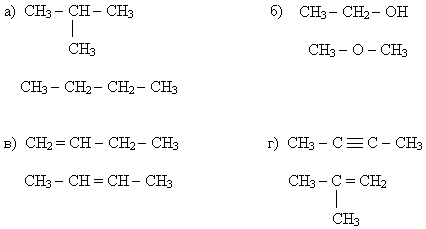 а) CH₃ – CH – CH₃
CH₃
CH₃ – CH₂ – CH₂ – CH₃
б) CH₃ – CH₂ – OH
CH₃ – O – CH₃
в) CH₂ = CH – CH₂ – CH₃
CH₃ – CH = CH – CH₃
г) CH₃ – C ≡ C – CH₃
CH₃ – C = CH₂
CH₃